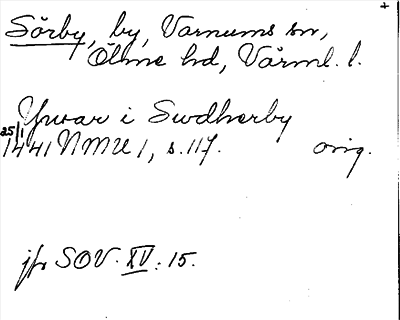 +
Sörby, by, Varnums sn,
Ölme hd, Värml. l.
Ywar i Swdherby
25/1
1441 NMU 1, s. 117. orig.
jfr SOV. XV: 15.